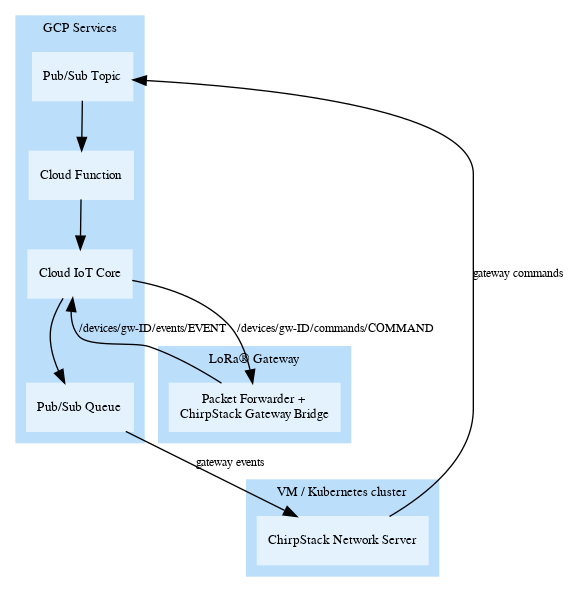 GCP Services
Pub/Sub Topic
Cloud Function
Cloud IoT Core
gateway commands
/devices/gw-ID/events/EVENT
/devices/gw-ID/commands/COMMAND
LoRa® Gateway
Pub/Sub Queue
Packet Forwarder +
ChirpStack Gateway Bridge
gateway events
VM / Kubernetes cluster
ChirpStack Network Server